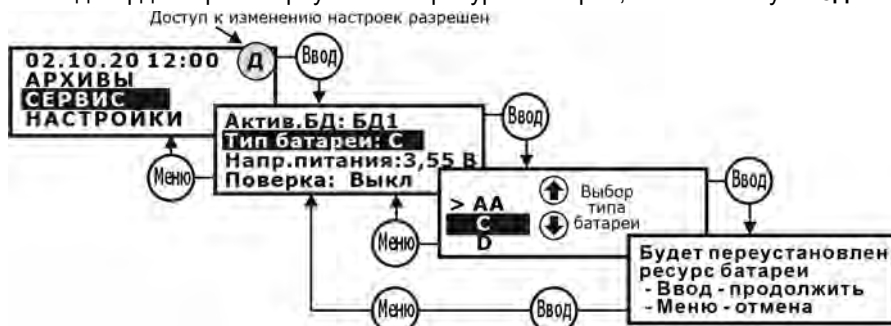 Доступ к изменению настроек разрешен
02.10.20 12:00
Д
Ввод
АРХИВЫ
СЕРВИС
НАСТРОЙКИ
Меню
Актив.БД: БД1
Тип батареи: С
Напр.питания:3,55 В
Поверка: Выкл
Ввод
Меню
> АА
С
D
Выбор
типа
батареи
Ввод
Будет переустановлен
ресурс батареи
- Ввод - продолжить
- Меню - отмена
Меню
Ввод